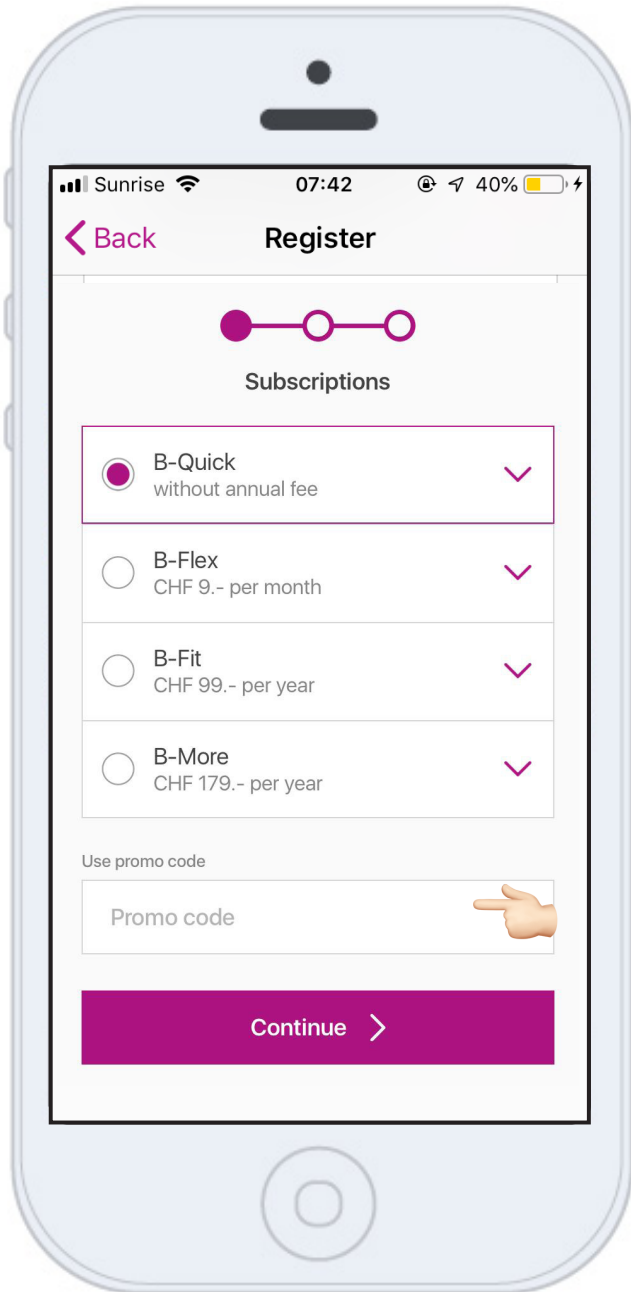 Sunrise 07:42 40%
Back Register
Subscriptions
B-Quick
without annual fee
B-Flex
CHF 9.- per month
B-Fit
CHF 99.- per year
B-More
CHF 179.- per year
Use promo code
Promo code
Continue